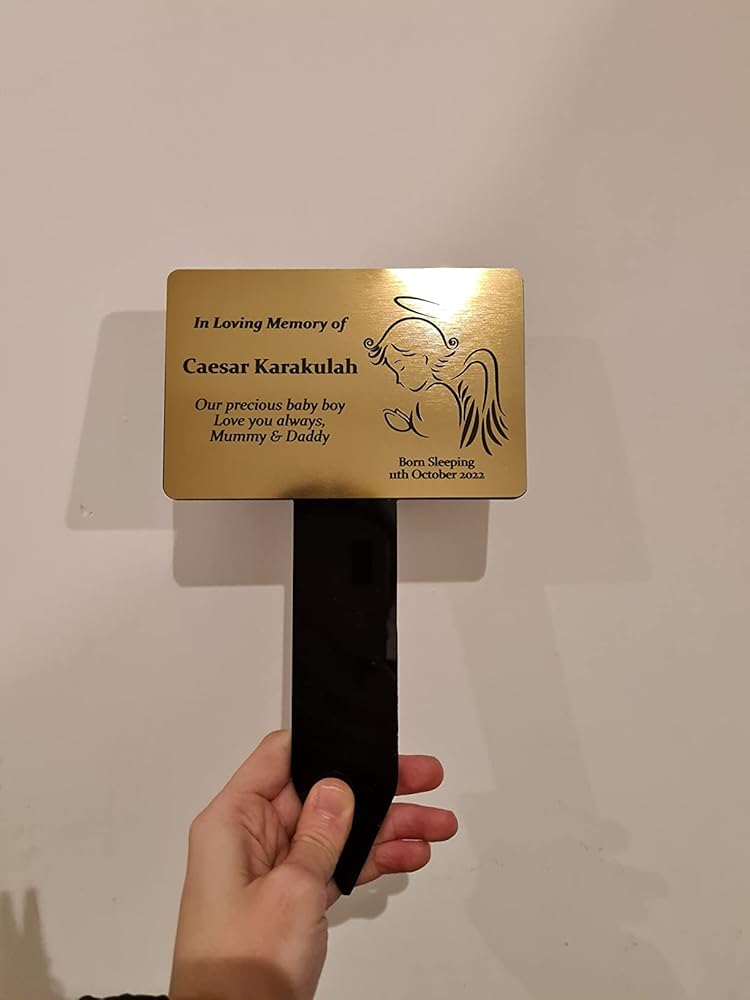 In Loving Memory of
Caesar Karakulah
Our precious baby boy
Love you always,
Mummy & Daddy
Born Sleeping
11th October 2022